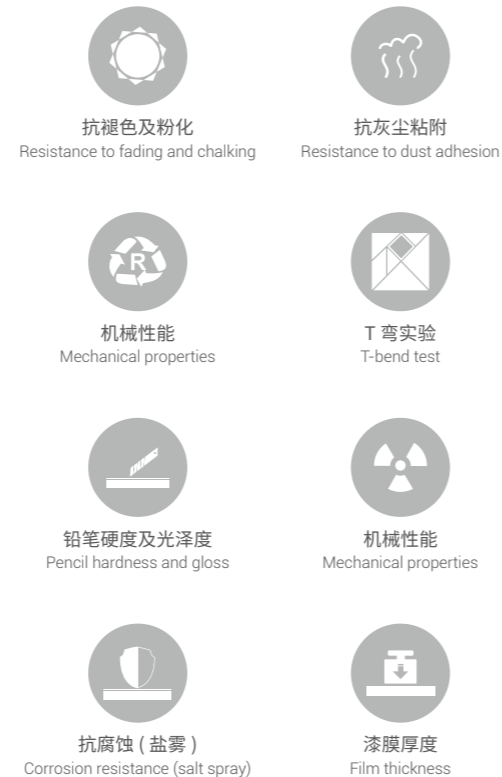 抗褪色及粉化
Resistance to fading and chalking
抗灰尘粘附
Resistance to dust adhesion
R
机械性能
Mechanical properties
T 弯实验
T-bend test
铅笔硬度及光泽度
Pencil hardness and gloss
机械性能
Mechanical properties
抗腐蚀 ( 盐雾 )
Corrosion resistance (salt spray)
漆膜厚度
Film thickness